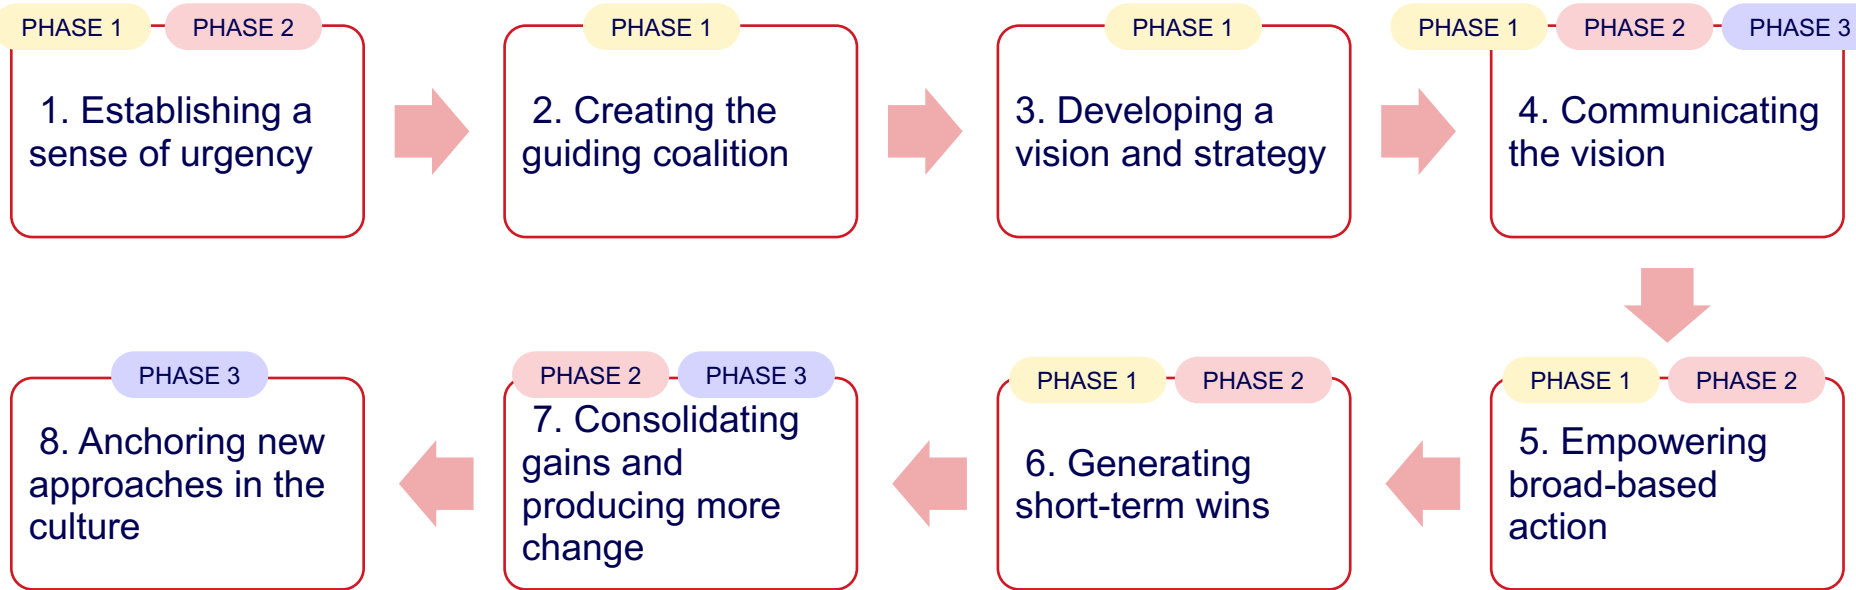 PHASE 1
PHASE 2
1. Establishing a
sense of urgency
PHASE 1
2. Creating the
guiding coalition
PHASE 1
3. Developing a
vision and strategy
PHASE 1
PHASE 2
PHASE 3
4. Communicating
the vision
PHASE 1
PHASE 2
5. Empowering
broad-based
action
PHASE 1
PHASE 2
6. Generating
short-term wins
PHASE 2
PHASE 3
7. Consolidating
gains and
producing more
change
PHASE 3
8. Anchoring new
approaches in the
culture